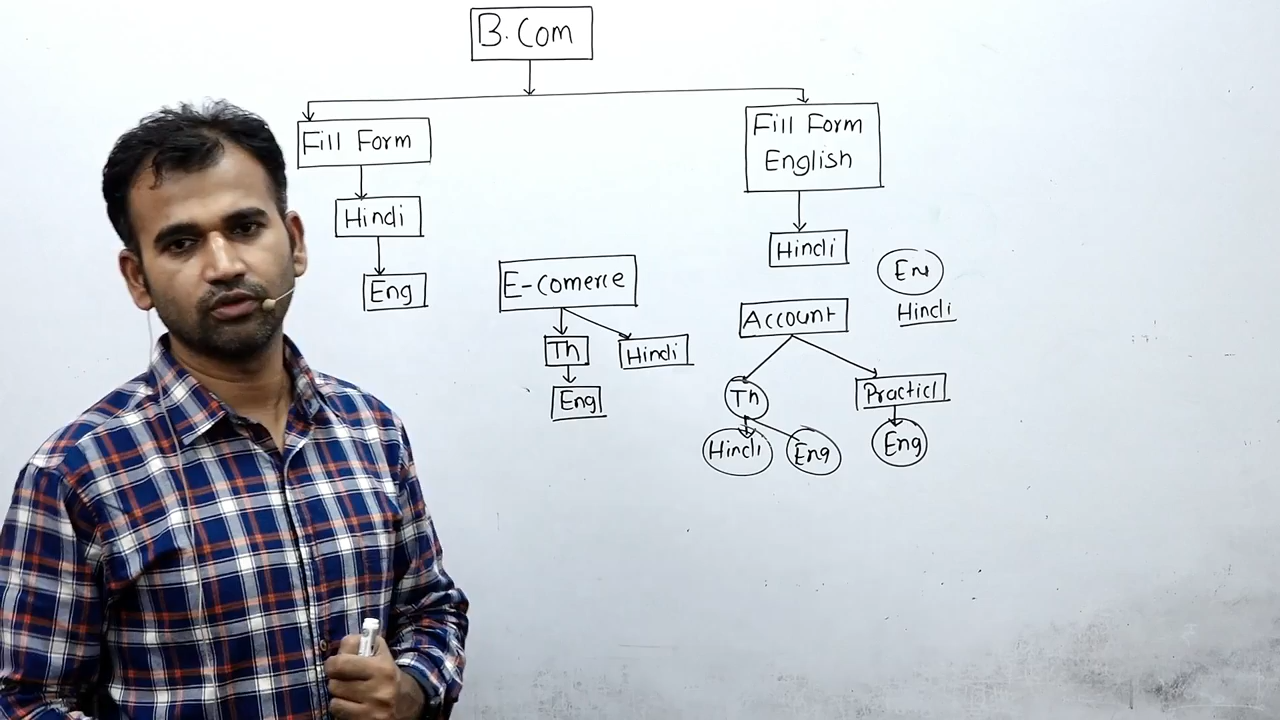 B.Com
Fill Form
Hindi
Eng
Fill Form
English
Hindi
E-comerce
Th
Hindi
Eng
En
Hindi
Account
Th
Practicl
Hindi
Eng
Eng